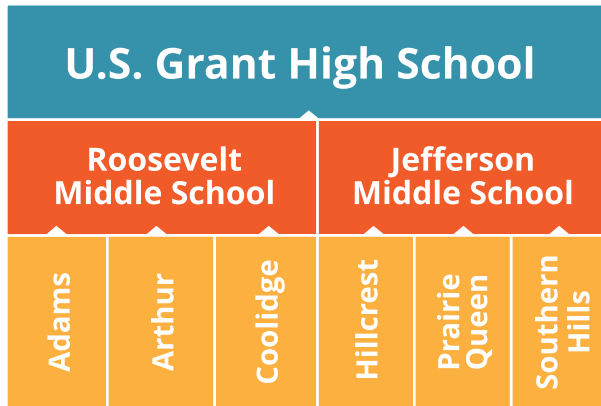 U.S. Grant High School
Roosevelt
Middle School
Jefferson
Middle School
Adams
Arthur
Coolidge
Hillcrest
Prairie
Queen
Southern
Hills